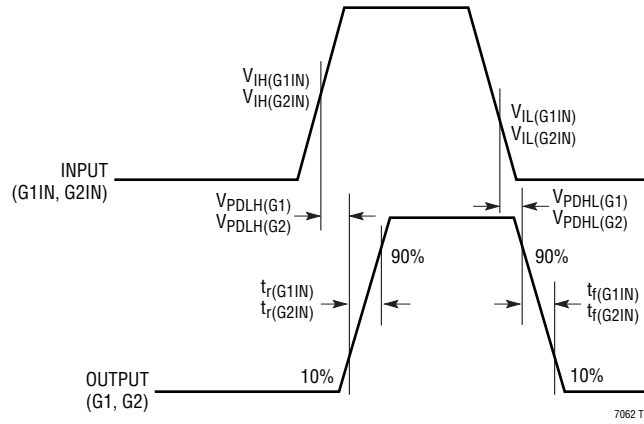 V_IH(G1IN)
V_IH(G2IN)
V_IL(G1IN)
V_IL(G2IN)
INPUT
(G1IN, G2IN)
V_PDLH(G1)
V_PDLH(G2)
V_PDHL(G1)
V_PDHL(G2)
90%
90%
t_r(G1IN)
t_r(G2IN)
t_f(G1IN)
t_f(G2IN)
OUTPUT
(G1, G2)
10%
10%
7062 T